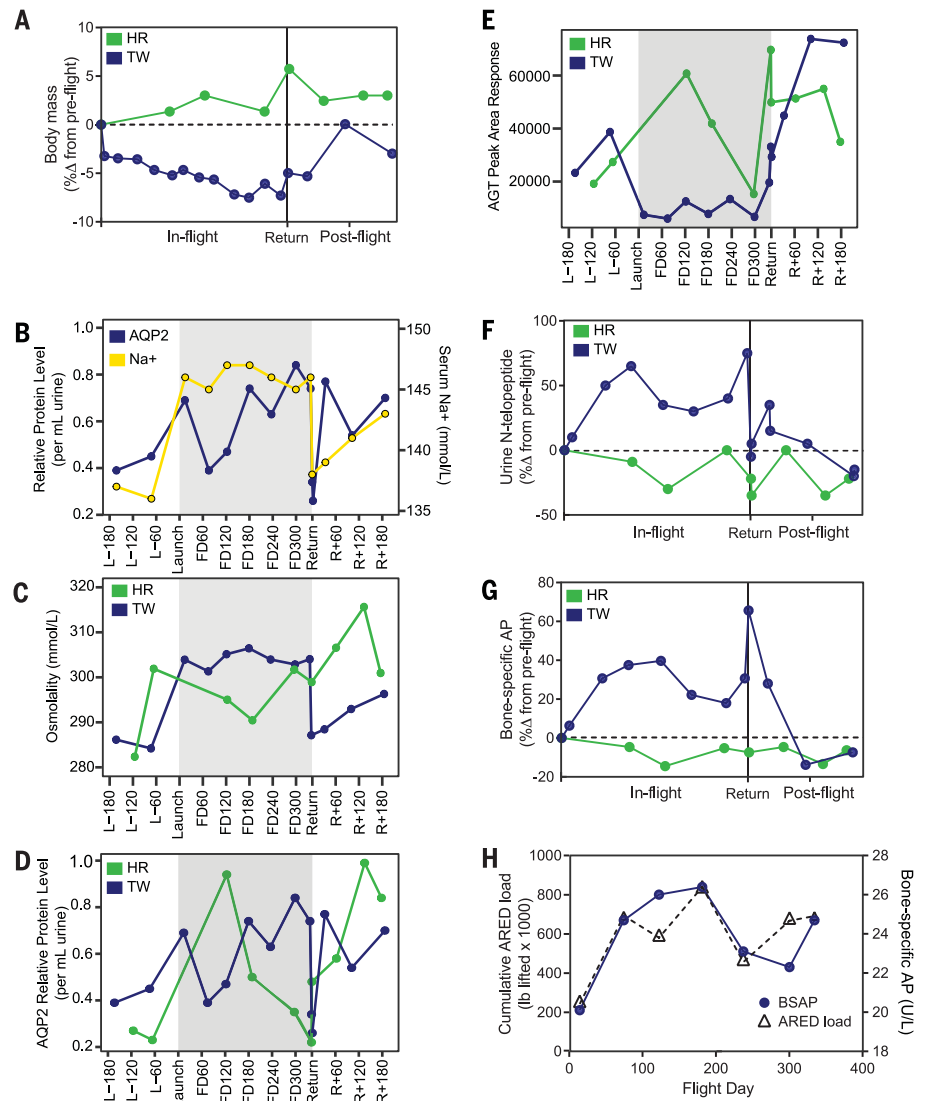 A
HR
TW
Body mass
(%Δ from pre-flight)
10
5
0
-5
-10
In-flight
Return
Post-flight
B
AQP2
Na+
Relative Protein Level
(per mL urine)
1.0
0.8
0.6
0.4
0.2
150
145
140
135
Serum Na+ (mmol/L)
L−180
L−120
L−60
Launch
FD60
FD120
FD180
FD240
FD300
Return
R+60
R+120
R+180
C
HR
TW
Osmolality (mmol/L)
320
310
300
290
280
L−180
L−120
L−60
Launch
FD60
FD120
FD180
FD240
FD300
Return
R+60
R+120
R+180
D
HR
TW
AQP2 Relative Protein Level
(per mL urine)
1.0
0.8
0.6
0.4
0.2
L−180
L−120
L−60
aunch
FD60
FD120
FD180
FD240
FD300
Return
R+60
R+120
R+180
E
HR
TW
AGT Peak Area Response
60000
40000
20000
L−180
L−120
L−60
Launch
FD60
FD120
FD180
FD240
FD300
Return
R+60
R+120
R+180
F
HR
TW
Urine N-telopeptide
(%Δ from pre-flight)
100
50
0
-50
In-flight
Return
Post-flight
G
HR
TW
Bone-specific AP
(%Δ from pre-flight)
80
60
40
20
0
-20
In-flight
Return
Post-flight
H
Cumulative ARED load
(lb lifted x 1000)
1000
800
600
400
200
0
28
26
24
22
20
18
Bone-specific AP (U/L)
BSAP
ARED load
0
100
200
300
400
Flight Day